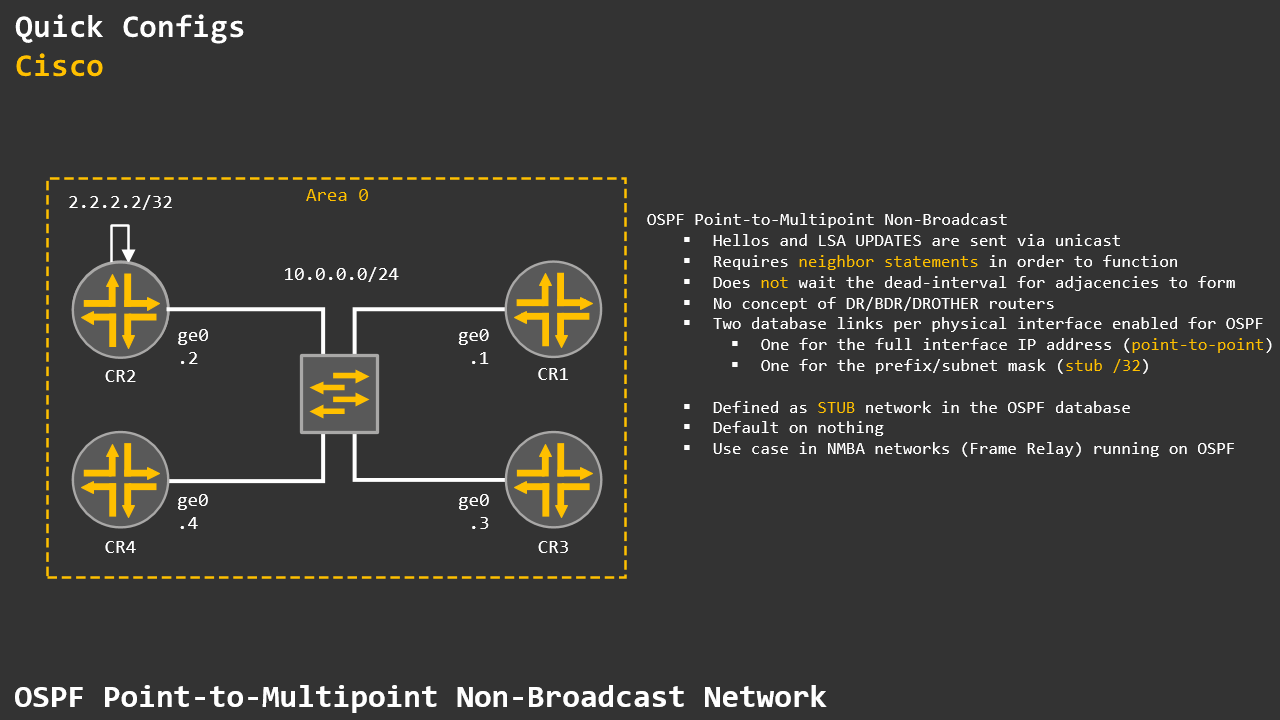 Quick Configs
Cisco
2.2.2.2/32
Area 0
10.0.0.0/24
ge0
.2
CR2
ge0
.1
CR1
ge0
.4
CR4
ge0
.3
CR3
OSPF Point-to-Multipoint Non-Broadcast
▪ Hellos and LSA UPDATES are sent via unicast
▪ Requires neighbor statements in order to function
▪ Does not wait the dead-interval for adjacencies to form
▪ No concept of DR/BDR/DROTHER routers
▪ Two database links per physical interface enabled for OSPF
▪ One for the full interface IP address (point-to-point)
▪ One for the prefix/subnet mask (stub /32)
▪ Defined as STUB network in the OSPF database
▪ Default on nothing
▪ Use case in NMBA networks (Frame Relay) running on OSPF
OSPF Point-to-Multipoint Non-Broadcast Network